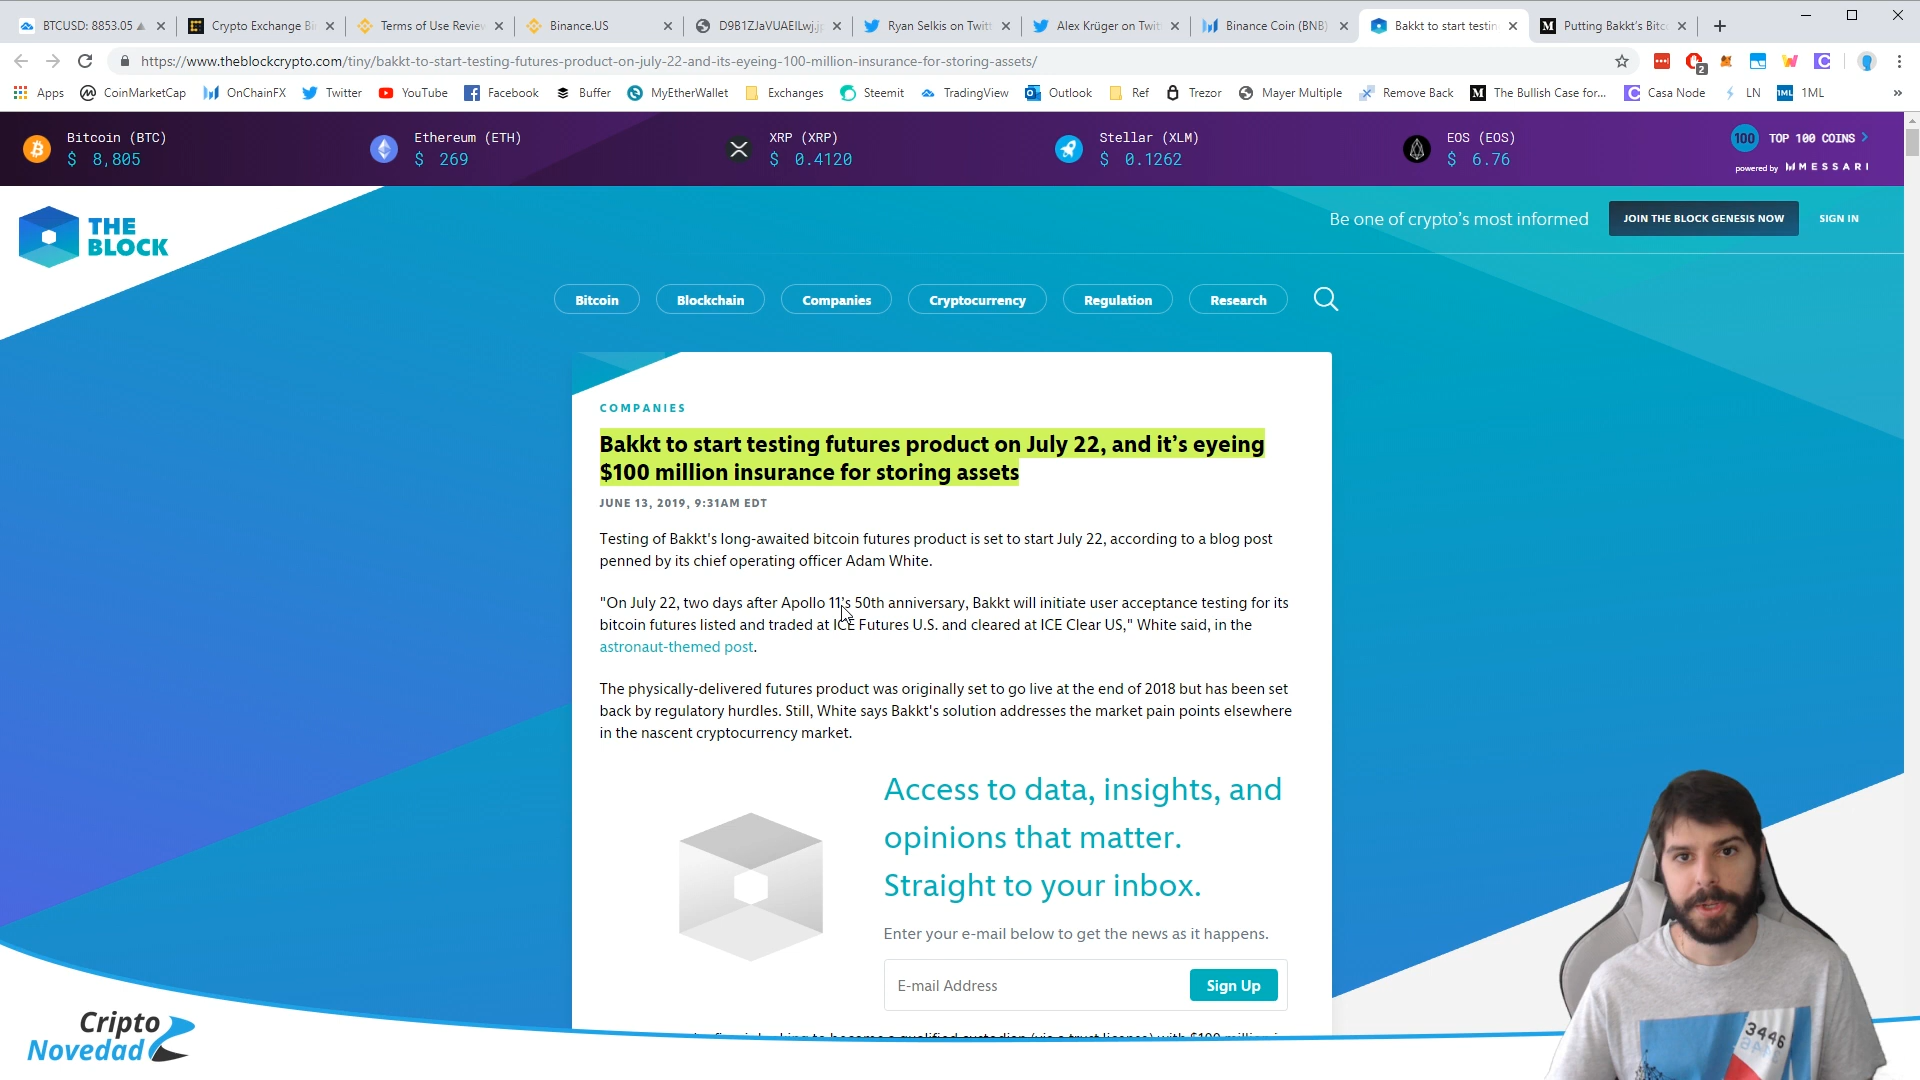 BTCUSD: 8853.05 ▲
Crypto Exchange Bi
Terms of Use Review
Binance.US
D9B1ZJaVUAEILwj.j
Ryan Selkis on Twitt
Alex Krüger on Twit
Binance Coin (BNB)
Bakkt to start testin
Putting Bakkt's Bitc
https://www.theblockcrypto.com/tiny/bakkt-to-start-testing-futures-product-on-july-22-and-its-eyeing-100-million-insurance-for-storing-assets/
2
Apps
CoinMarketCap
OnChainFX
Twitter
YouTube
Facebook
Buffer
MyEtherWallet
Exchanges
Steemit
TradingView
Outlook
Ref
Trezor
Mayer Multiple
Remove Back
The Bullish Case for...
Casa Node
LN
1ML
1ML
»
Bitcoin (BTC)
$ 8,805
Ethereum (ETH)
$ 269
XRP (XRP)
$ 0.4120
Stellar (XLM)
$ 0.1262
EOS (EOS)
$ 6.76
100 TOP 100 COINS >
powered by MESSARI
THE
BLOCK
Be one of crypto's most informed
JOIN THE BLOCK GENESIS NOW
SIGN IN
Bitcoin
Blockchain
Companies
Cryptocurrency
Regulation
Research
COMPANIES
Bakkt to start testing futures product on July 22, and it's eyeing
$100 million insurance for storing assets
JUNE 13, 2019, 9:31AM EDT
Testing of Bakkt's long-awaited bitcoin futures product is set to start July 22, according to a blog post
penned by its chief operating officer Adam White.
"On July 22, two days after Apollo 11's 50th anniversary, Bakkt will initiate user acceptance testing for its
bitcoin futures listed and traded at ICE Futures U.S. and cleared at ICE Clear US," White said, in the
astronaut-themed post.
The physically-delivered futures product was originally set to go live at the end of 2018 but has been set
back by regulatory hurdles. Still, White says Bakkt's solution addresses the market pain points elsewhere
in the nascent cryptocurrency market.
Access to data, insights, and
opinions that matter.
Straight to your inbox.
Enter your e-mail below to get the news as it happens.
E-mail Address
Sign Up
Cripto
Novedad
3446